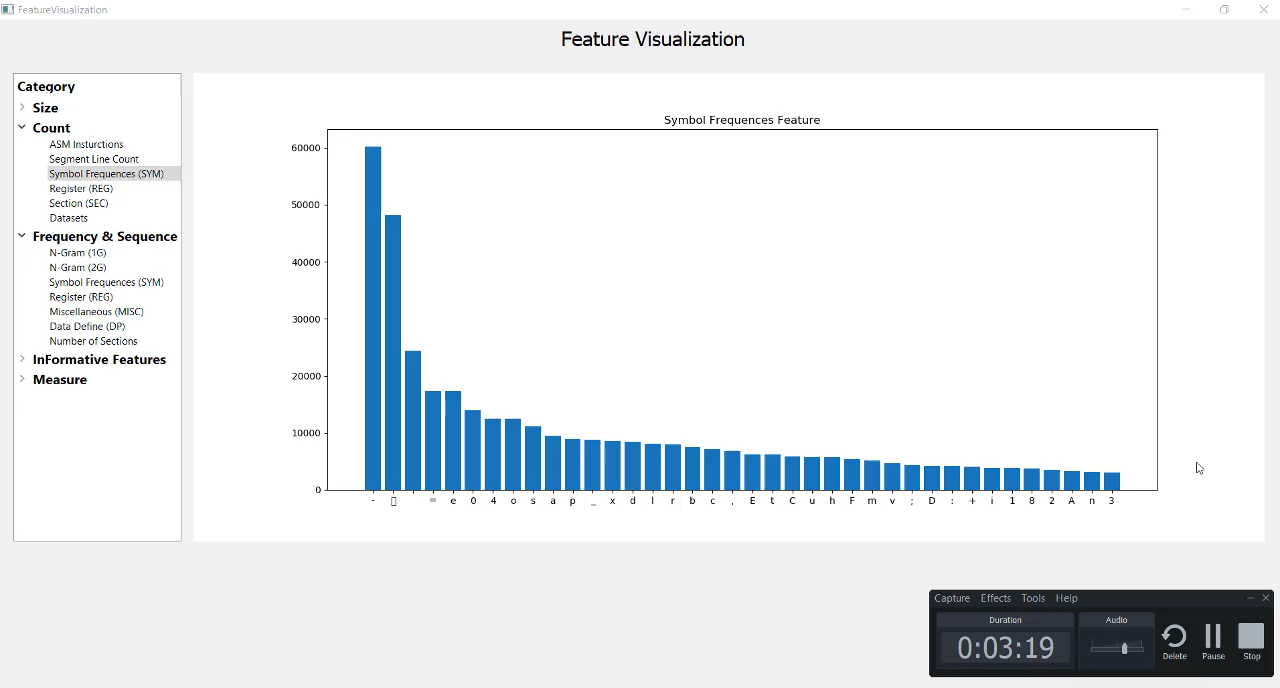 FeatureVisualization
Feature Visualization
Category
Size
Count
ASM Insturctions
Segment Line Count
Symbol Frequences (SYM)
Register (REG)
Section (SEC)
Datasets
Frequency & Sequence
N-Gram (1G)
N-Gram (2G)
Symbol Frequences (SYM)
Register (REG)
Miscellaneous (MISC)
Data Define (DP)
Number of Sections
InFormative Features
Measure
Symbol Frequences Feature
60000
50000
40000
30000
20000
10000
0
- ▯ = e 0 4 o s a p _ x d l r b c , E t C u h F m v ; D : + i 1 8 2 A n 3
Capture Effects Tools Help
Duration Audio
0:03:19
Delete Pause Stop